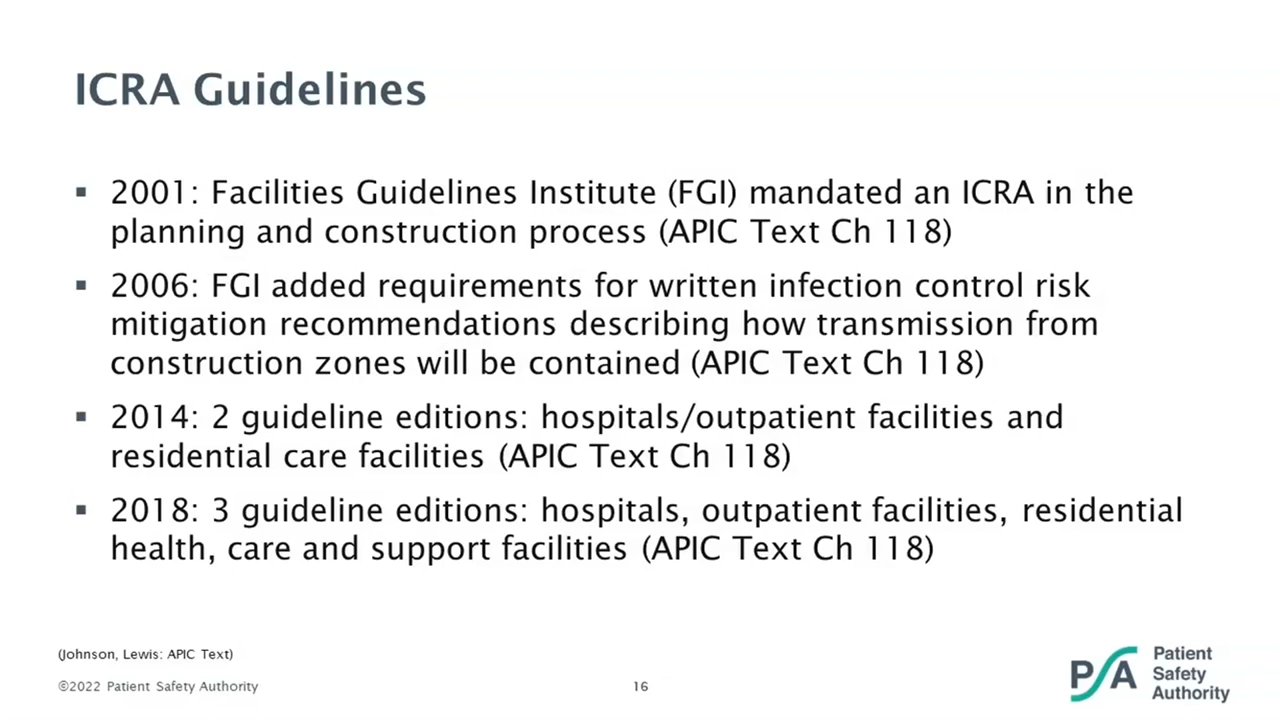 ICRA Guidelines
▪ 2001: Facilities Guidelines Institute (FGI) mandated an ICRA in the
planning and construction process (APIC Text Ch 118)
▪ 2006: FGI added requirements for written infection control risk
mitigation recommendations describing how transmission from
construction zones will be contained (APIC Text Ch 118)
▪ 2014: 2 guideline editions: hospitals/outpatient facilities and
residential care facilities (APIC Text Ch 118)
▪ 2018: 3 guideline editions: hospitals, outpatient facilities, residential
health, care and support facilities (APIC Text Ch 118)
(Johnson, Lewis: APIC Text)
©2022 Patient Safety Authority
16
PSA
Patient
Safety
Authority